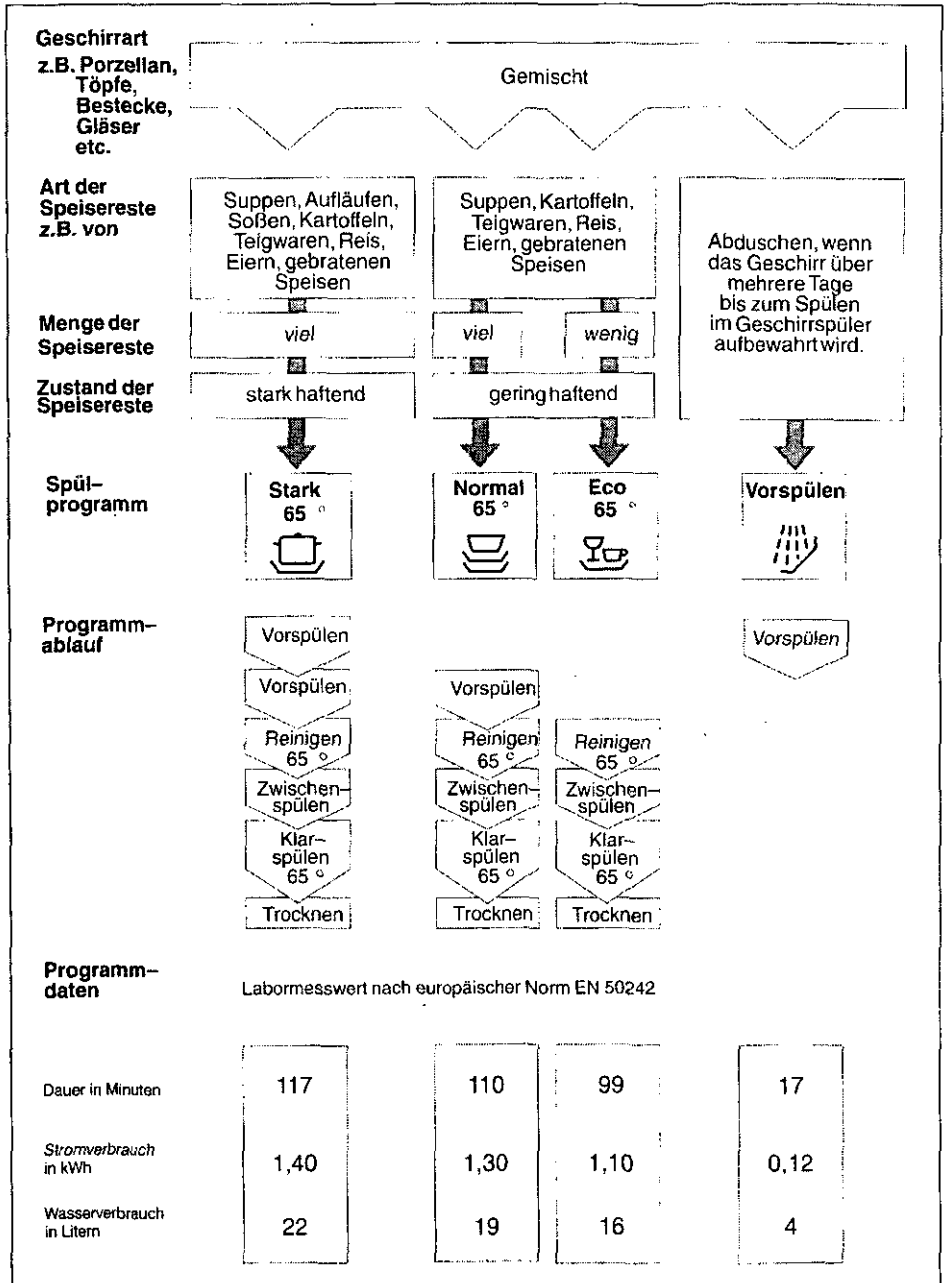 Geschirrart
z.B. Porzellan,
Töpfe,
Bestecke,
Gläser
etc.
Gemischt
Art der
Speisereste
z.B. von
Suppen, Aufläufen,
Soßen, Kartoffeln,
Teigwaren, Reis,
Eiern, gebratenen
Speisen
Suppen, Kartoffeln,
Teigwaren, Reis,
Eiern, gebratenen
Speisen
Abduschen, wenn
das Geschirr über
mehrere Tage
bis zum Spülen
im Geschirrspüler
aufbewahrt wird.
Menge der
Speisereste
viel
viel
wenig
Zustand der
Speisereste
stark haftend
gering haftend
Spül–
programm
Stark
65 °
Normal
65 °
Eco
65 °
Vorspülen
Programm–
ablauf
Vorspülen
Vorspülen
Reinigen
65 °
Zwischen–
spülen
Klar–
spülen
65 °
Trocknen
Vorspülen
Reinigen
65 °
Zwischen–
spülen
Klar–
spülen
65 °
Trocknen
Reinigen
65 °
Zwischen–
spülen
Klar–
spülen
65 °
Trocknen
Vorspülen
Programm–
daten
Labormesswert nach europäischer Norm EN 50242
Dauer in Minuten
117 110 99 17
Stromverbrauch
in kWh
1,40 1,30 1,10 0,12
Wasserverbrauch
in Litern
22 19 16 4